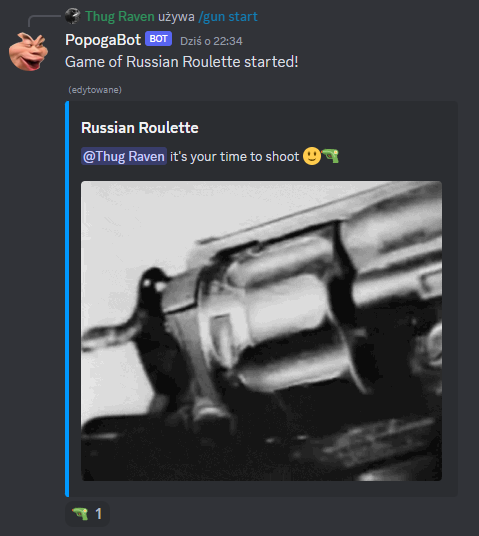 Thug Raven używa /gun start
PopogaBot BOT Dziś o 22:34
Game of Russian Roulette started!
(edytowane)
Russian Roulette
@Thug Raven it's your time to shoot 🙂🔫
🔫 1